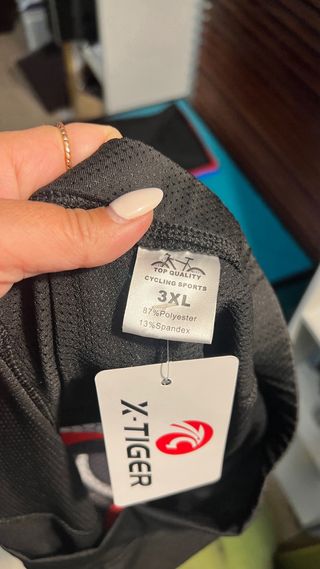 TOP QUALITY
CYCLING SPORTS
3XL
87%Polyester
13%Spandex
X-TIGER